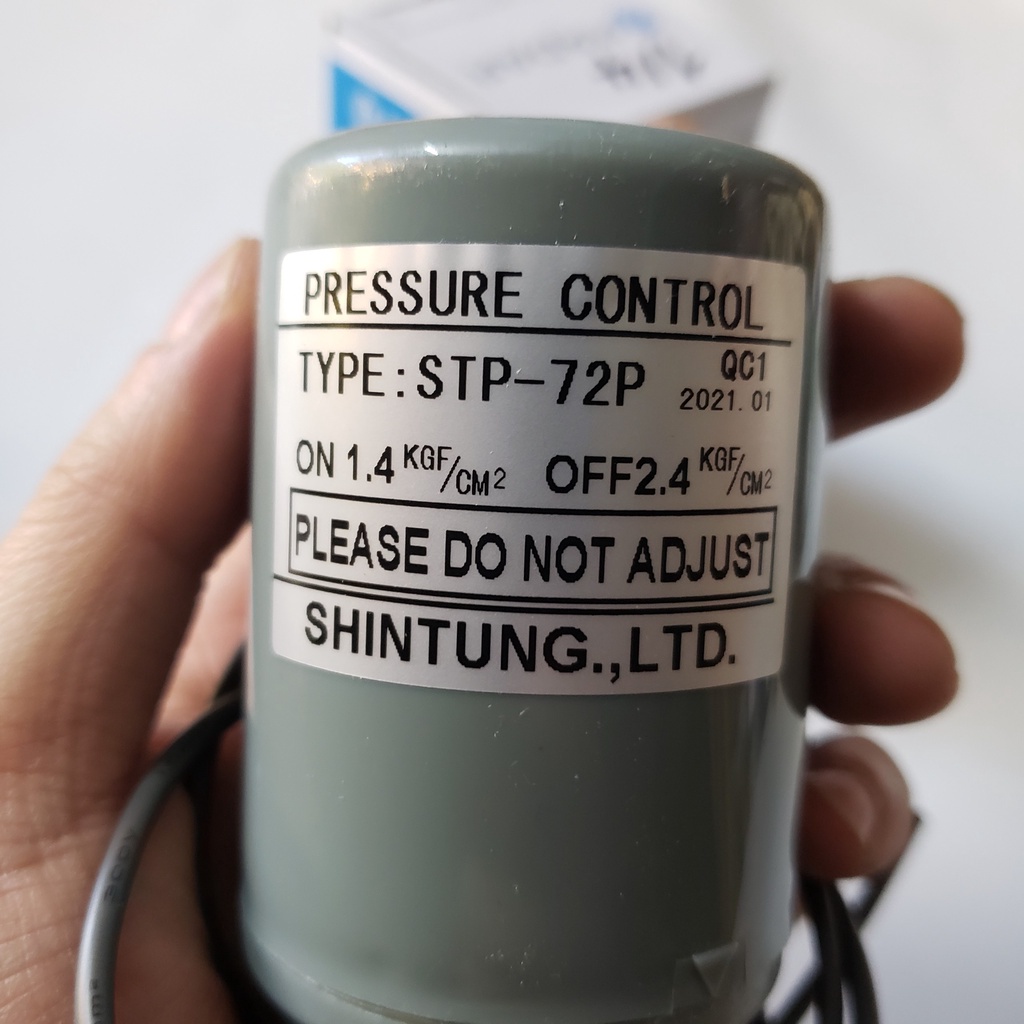 PRESSURE CONTROL
TYPE:STP-72P QC1
2021.01
ON 1.4 KGF/CM² OFF2.4 KGF/CM²
PLEASE DO NOT ADJUST
SHINTUNG.,LTD.